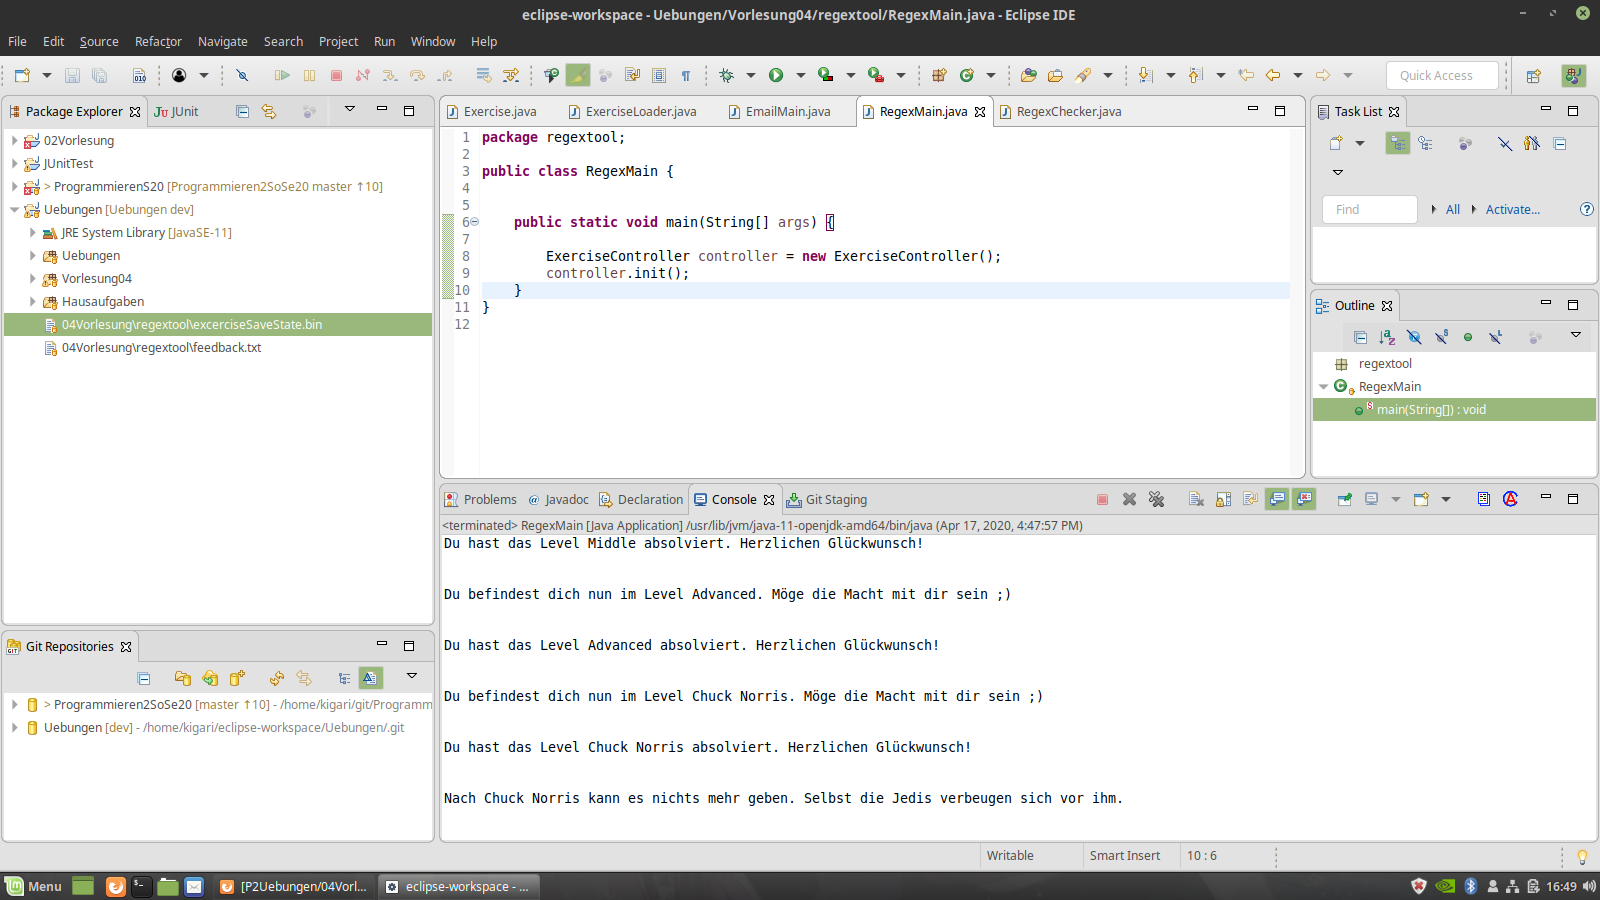 eclipse-workspace - Uebungen/Vorlesung04/regextool/RegexMain.java - Eclipse IDE
File Edit Source Refactor Navigate Search Project Run Window Help
Quick Access
Package Explorer JUnit
02Vorlesung
JUnitTest
> ProgrammierenS20 [Programmieren2SoSe20 master ↑10]
Uebungen [Uebungen dev]
JRE System Library [JavaSE-11]
Uebungen
Vorlesung04
Hausaufgaben
04Vorlesung\regextool\excerciseSaveState.bin
04Vorlesung\regextool\feedback.txt
Git Repositories
> Programmieren2SoSe20 [master ↑10] - /home/kigari/git/Programm
Uebungen [dev] - /home/kigari/eclipse-workspace/Uebungen/.git
Exercise.java ExerciseLoader.java EmailMain.java RegexMain.java RegexChecker.java
1 package regextool;
2
3 public class RegexMain {
4
5
6 public static void main(String[] args) {
7
8 ExerciseController controller = new ExerciseController();
9 controller.init();
10 }
11 }
12
Problems @ Javadoc Declaration Console Git Staging
<terminated> RegexMain [Java Application] /usr/lib/jvm/java-11-openjdk-amd64/bin/java (Apr 17, 2020, 4:47:57 PM)
Du hast das Level Middle absolviert. Herzlichen Glückwunsch!
Du befindest dich nun im Level Advanced. Möge die Macht mit dir sein ;)
Du hast das Level Advanced absolviert. Herzlichen Glückwunsch!
Du befindest dich nun im Level Chuck Norris. Möge die Macht mit dir sein ;)
Du hast das Level Chuck Norris absolviert. Herzlichen Glückwunsch!
Nach Chuck Norris kann es nichts mehr geben. Selbst die Jedis verbeugen sich vor ihm.
Task List
Find All Activate...
Outline
regextool
RegexMain
main(String[]) : void
Writable Smart Insert 10 : 6
Menu [P2Uebungen/04Vorl... eclipse-workspace - ... 16:49